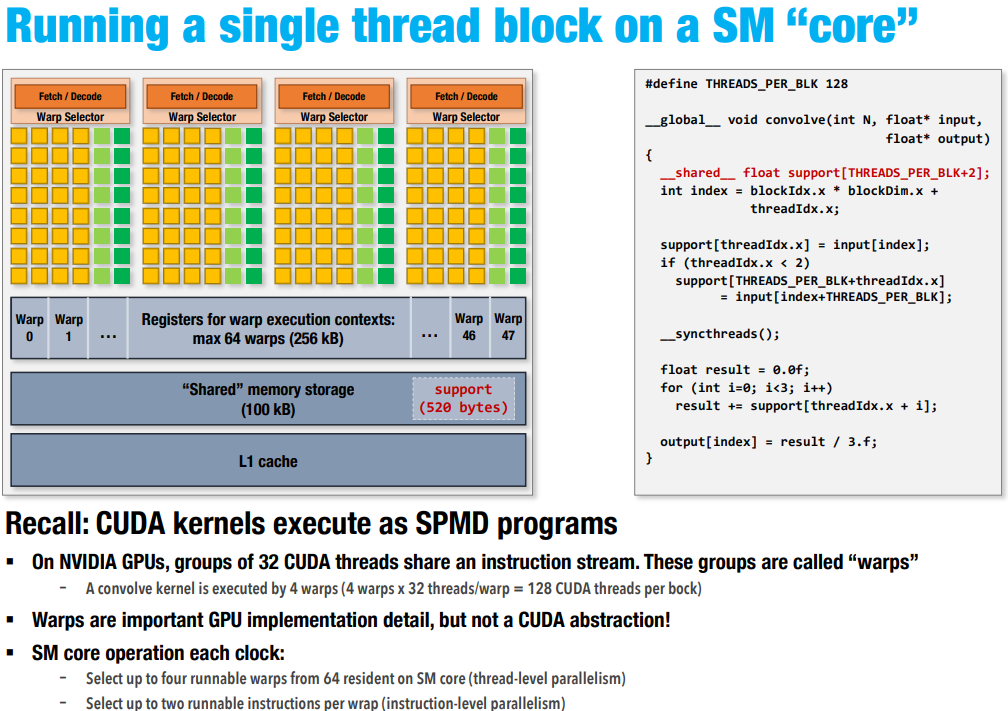 Running a single thread block on a SM “core”
Fetch / Decode
Warp Selector
Fetch / Decode
Warp Selector
Fetch / Decode
Warp Selector
Fetch / Decode
Warp Selector
Warp 0
Warp 1
...
Registers for warp execution contexts:
max 64 warps (256 kB)
...
Warp 46
Warp 47
“Shared” memory storage
(100 kB)
support
(520 bytes)
L1 cache
#define THREADS_PER_BLK 128
__global__ void convolve(int N, float* input,
float* output)
{
__shared__ float support[THREADS_PER_BLK+2];
int index = blockIdx.x * blockDim.x +
threadIdx.x;
support[threadIdx.x] = input[index];
if (threadIdx.x < 2)
support[THREADS_PER_BLK+threadIdx.x]
= input[index+THREADS_PER_BLK];
__syncthreads();
float result = 0.0f;
for (int i=0; i<3; i++)
result += support[threadIdx.x + i];
output[index] = result / 3.f;
}
Recall: CUDA kernels execute as SPMD programs
▪ On NVIDIA GPUs, groups of 32 CUDA threads share an instruction stream. These groups are called “warps”
– A convolve kernel is executed by 4 warps (4 warps x 32 threads/warp = 128 CUDA threads per bock)
▪ Warps are important GPU implementation detail, but not a CUDA abstraction!
▪ SM core operation each clock:
– Select up to four runnable warps from 64 resident on SM core (thread-level parallelism)
– Select up to two runnable instructions per wrap (instruction-level parallelism)